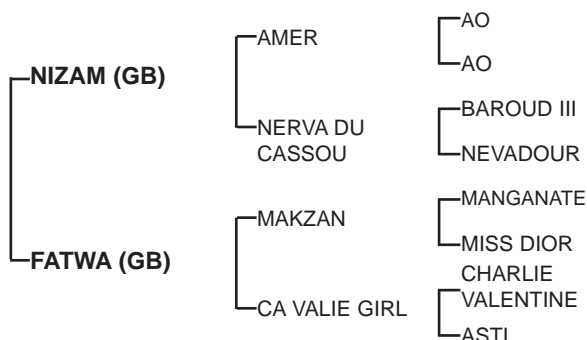 AO
AMER
AO
NIZAM (GB)
BAROUD III
NERVA DU
CASSOU
NEVADOUR
MANGANATE
MAKZAN
MISS DIOR
FATWA (GB)
CHARLIE
VALENTINE
CA VALIE GIRL
ASTI